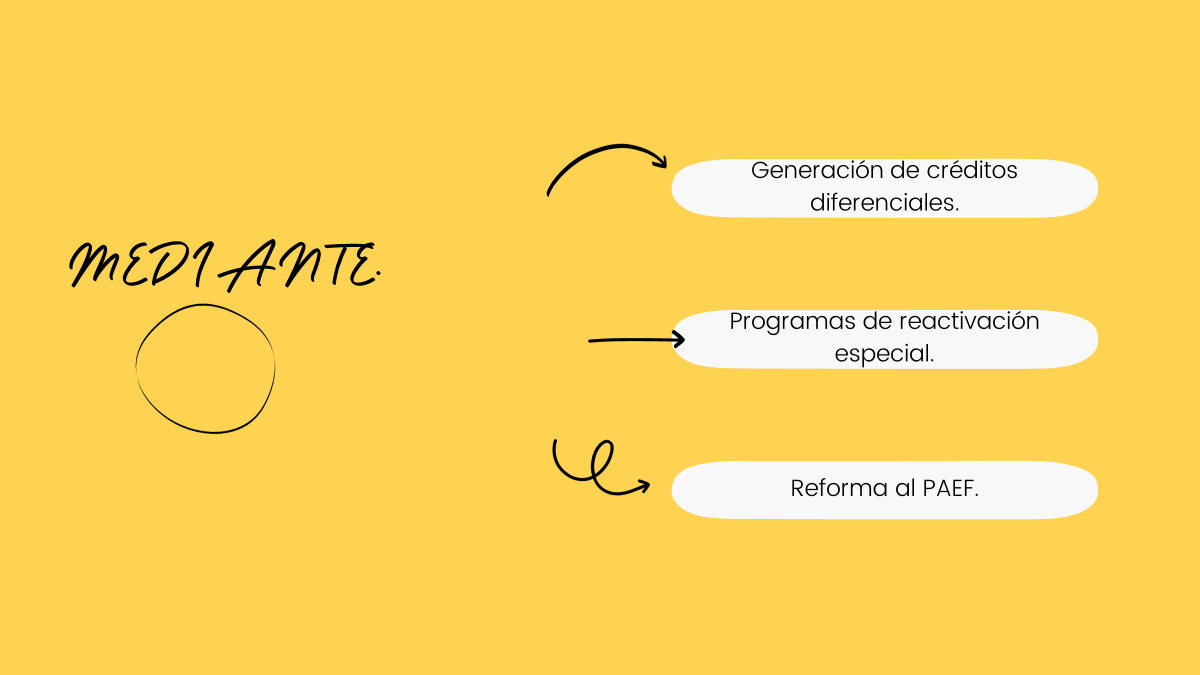 MEDIANTE.
Generación de créditos
diferenciales.
Programas de reactivación
especial.
Reforma al PAEF.